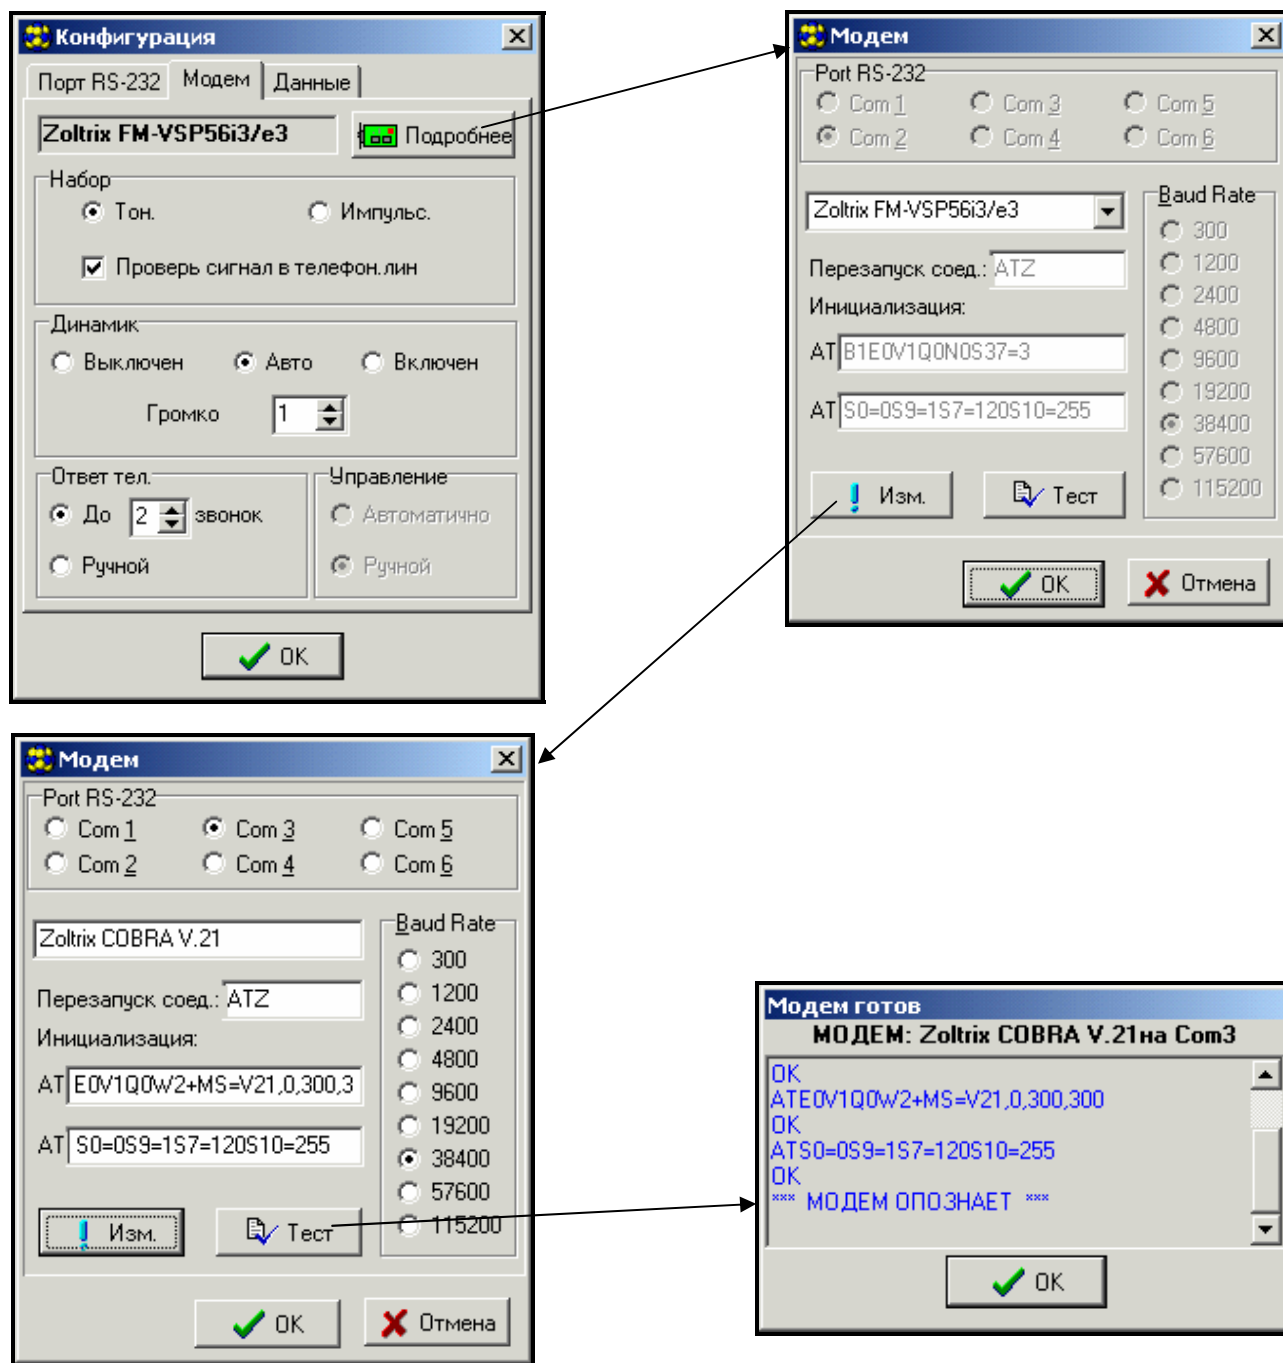 Конфигурация
Порт RS-232 Модем Данные
Zoltrix FM-VSP56i3/e3 Подробнее
Набор
Тон. Импульс.
Проверь сигнал в телефон.лин
Динамик
Выключен Авто Включен
Громко 1
Ответ тел. Управление
До 2 звонок Автоматично
Ручной Ручной
OK
Модем
Port RS-232
Com 1 Com 3 Com 5
Com 2 Com 4 Com 6
Zoltrix FM-VSP56i3/e3
Baud Rate
300
1200
2400
4800
9600
19200
38400
57600
115200
Перезапуск соед.: ATZ
Инициализация:
AT B1E0V1Q0N0S37=3
AT S0=0S9=1S7=120S10=255
Изм. Тест
OK Отмена
Модем
Port RS-232
Com 1 Com 3 Com 5
Com 2 Com 4 Com 6
Zoltrix COBRA V.21
Baud Rate
300
1200
2400
4800
9600
19200
38400
57600
115200
Перезапуск соед.: ATZ
Инициализация:
AT E0V1Q0W2+MS=V21,0,300,3
AT S0=0S9=1S7=120S10=255
Изм. Тест
OK Отмена
Модем готов
МОДЕМ: Zoltrix COBRA V.21на Com3
OK
ATE0V1Q0W2+MS=V21,0,300,300
OK
ATS0=0S9=1S7=120S10=255
OK
*** МОДЕМ ОПОЗНАЕТ ***
OK